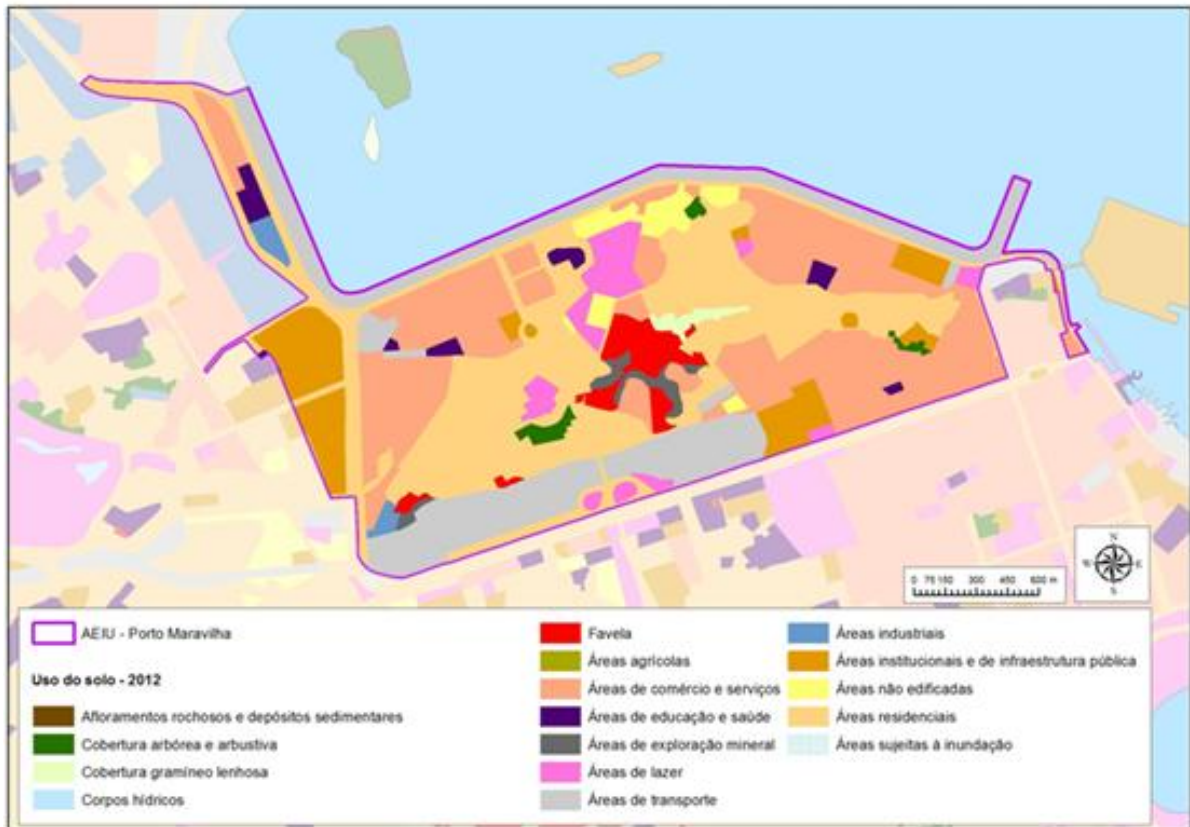 N
W
E
S
0 75 150 300 450 600 m
AEIU - Porto Maravilha
Uso do solo - 2012
Afloramentos rochosos e depósitos sedimentares
Cobertura arbórea e arbustiva
Cobertura gramíneo lenhosa
Corpos hídricos
Favela
Áreas agrícolas
Áreas de comércio e serviços
Áreas de educação e saúde
Áreas de exploração mineral
Áreas de lazer
Áreas de transporte
Áreas industriais
Áreas institucionais e de infraestrutura pública
Áreas não edificadas
Áreas residenciais
Áreas sujeitas à inundação